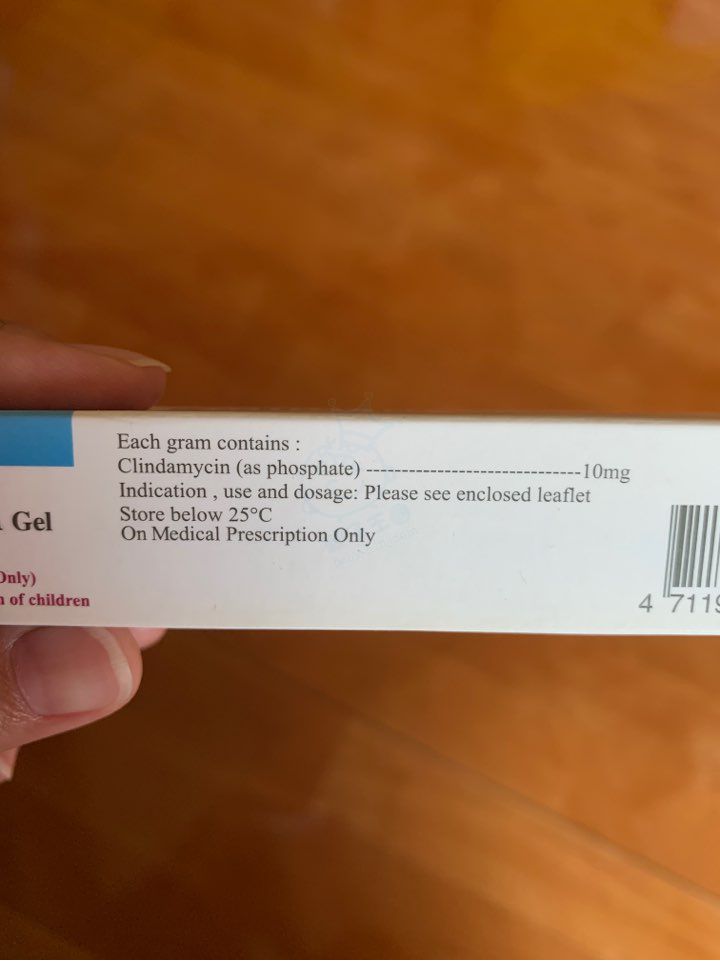 Each gram contains :
Clindamycin (as phosphate) ------------------------------10mg
Indication , use and dosage: Please see enclosed leaflet
Store below 25°C
On Medical Prescription Only
Gel
Only)
of children
4 7119